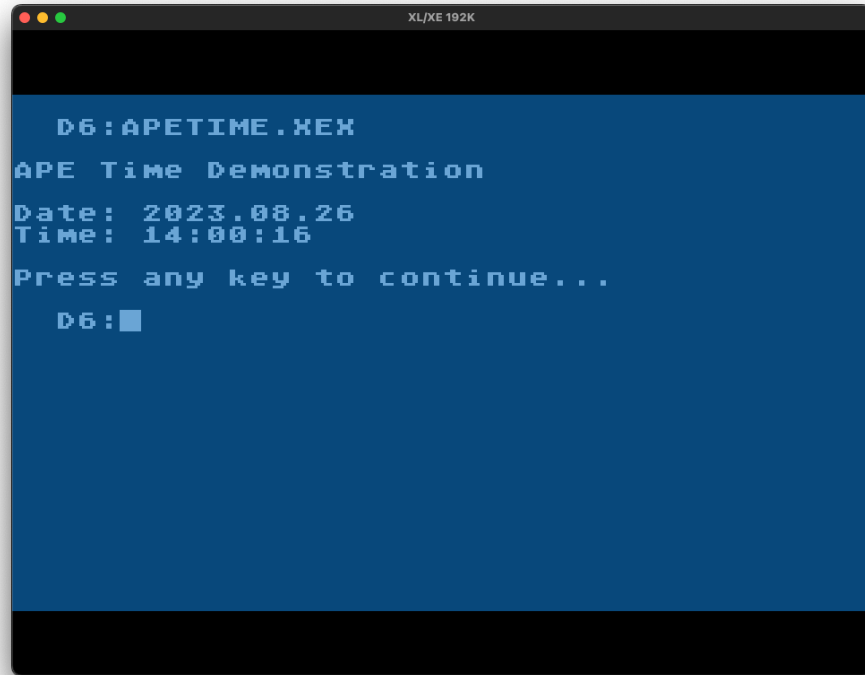 XL/XE 192K
D6:APETIME.XEX
APE Time Demonstration
Date: 2023.08.26
Time: 14:00:16
Press any key to continue...
D6: